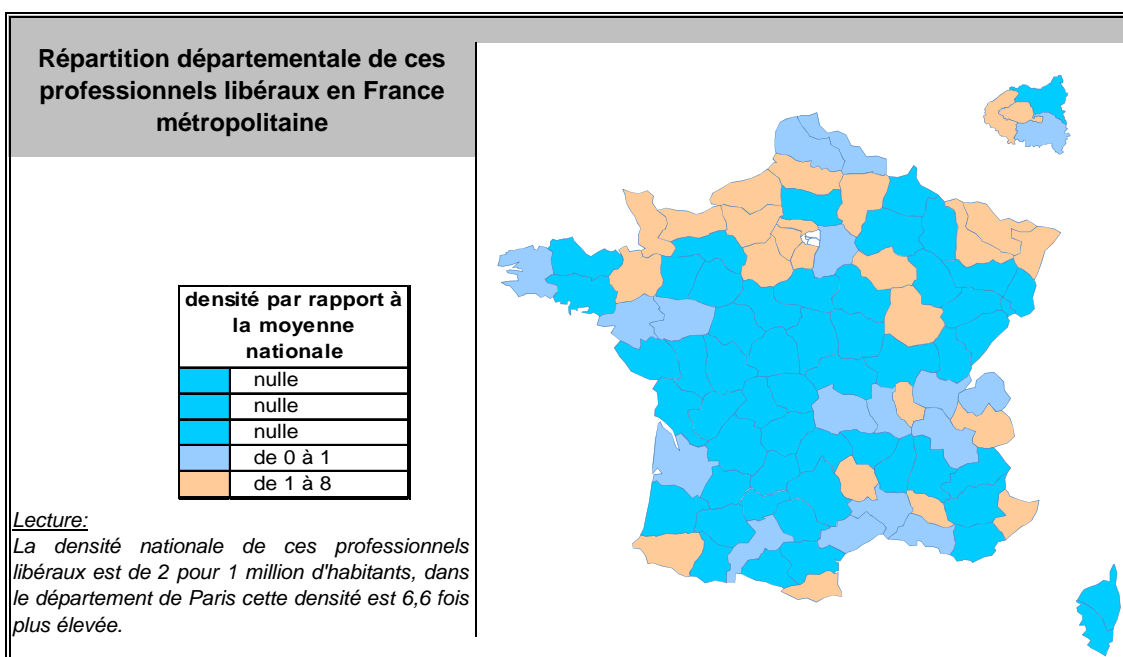 Répartition départementale de ces
professionnels libéraux en France
métropolitaine
densité par rapport à
la moyenne
nationale
nulle
nulle
nulle
de 0 à 1
de 1 à 8
Lecture:
La densité nationale de ces professionnels
libéraux est de 2 pour 1 million d'habitants, dans
le département de Paris cette densité est 6,6 fois
plus élevée.